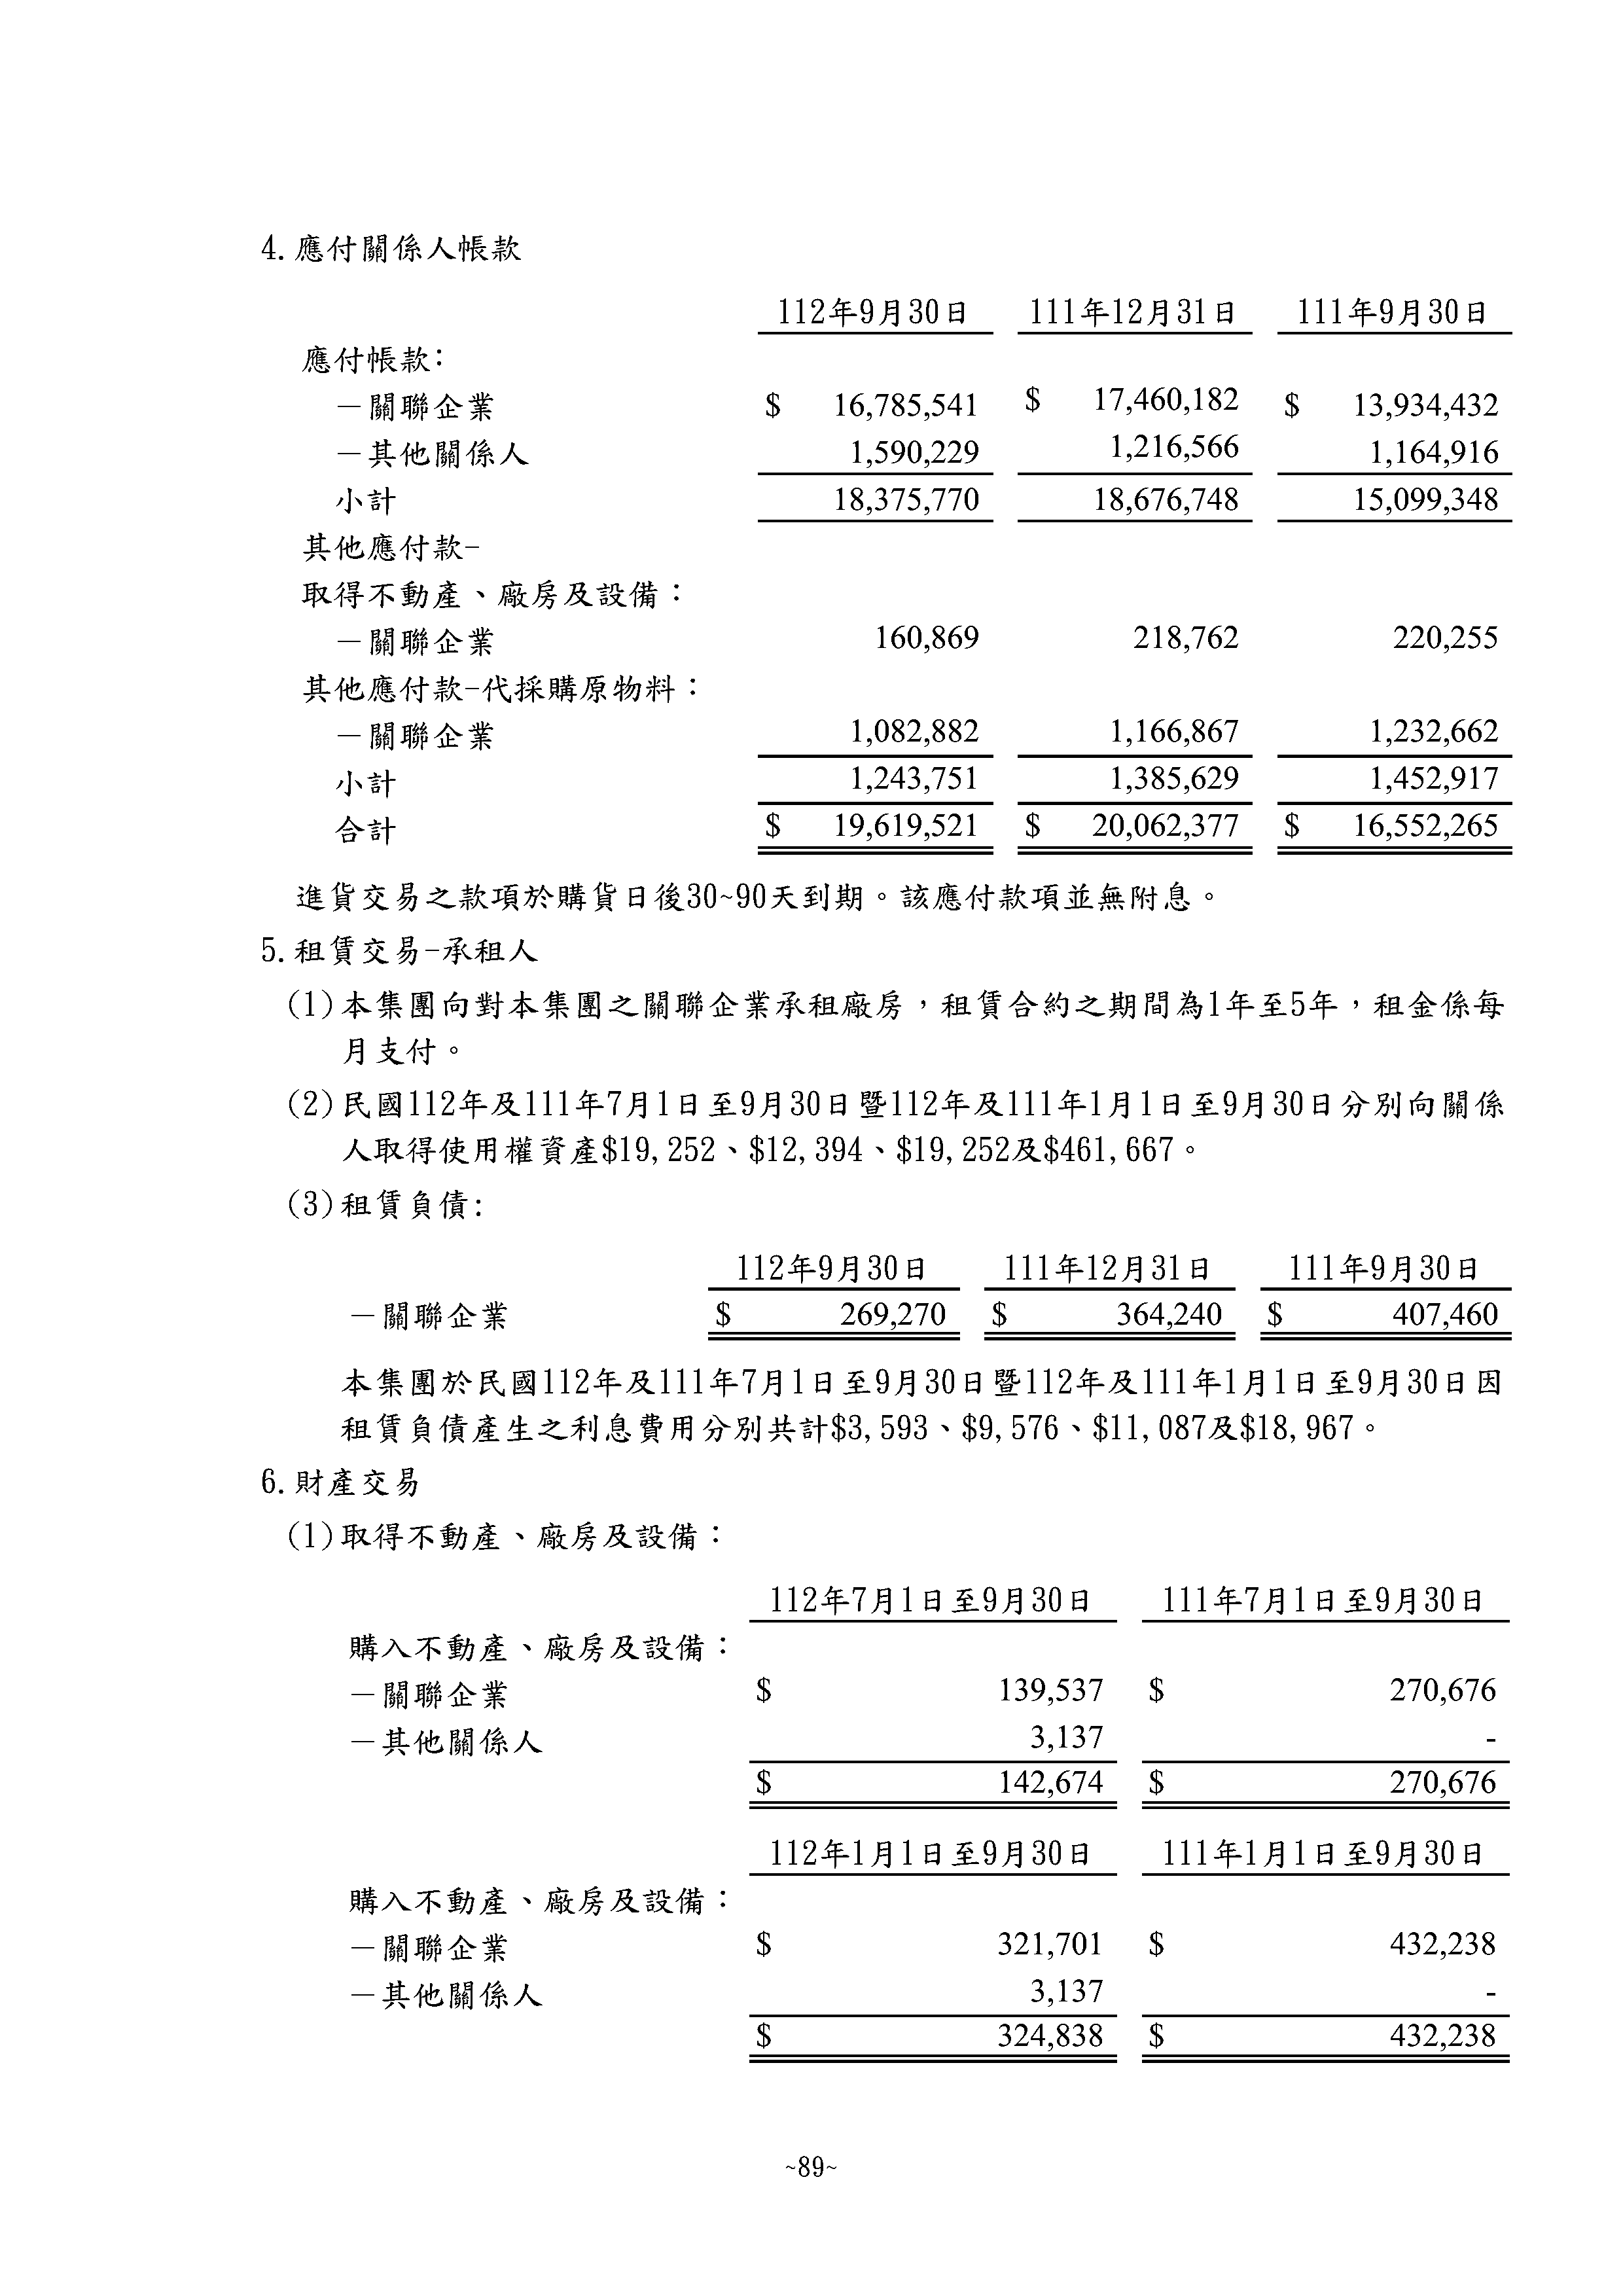 4.應付關係人帳款
112年9月30日 111年12月31日 111年9月30日
應付帳款:
－關聯企業 $ 16,785,541 $ 17,460,182 $ 13,934,432
－其他關係人 1,590,229 1,216,566 1,164,916
小計 18,375,770 18,676,748 15,099,348
其他應付款-
取得不動產、廠房及設備：
－關聯企業 160,869 218,762 220,255
其他應付款-代採購原物料：
－關聯企業 1,082,882 1,166,867 1,232,662
小計 1,243,751 1,385,629 1,452,917
合計 $ 19,619,521 $ 20,062,377 $ 16,552,265
進貨交易之款項於購貨日後30~90天到期。該應付款項並無附息。
5.租賃交易-承租人
(1)本集團向對本集團之關聯企業承租廠房，租賃合約之期間為1年至5年，租金係每
月支付。
(2)民國112年及111年7月1日至9月30日暨112年及111年1月1日至9月30日分別向關係
人取得使用權資產$19,252、$12,394、$19,252及$461,667。
(3)租賃負債:
112年9月30日 111年12月31日 111年9月30日
－關聯企業 $ 269,270 $ 364,240 $ 407,460
本集團於民國112年及111年7月1日至9月30日暨112年及111年1月1日至9月30日因
租賃負債產生之利息費用分別共計$3,593、$9,576、$11,087及$18,967。
6.財產交易
(1)取得不動產、廠房及設備：
112年7月1日至9月30日 111年7月1日至9月30日
購入不動產、廠房及設備：
－關聯企業 $ 139,537 $ 270,676
－其他關係人 3,137 -
$ 142,674 $ 270,676
112年1月1日至9月30日 111年1月1日至9月30日
購入不動產、廠房及設備：
－關聯企業 $ 321,701 $ 432,238
－其他關係人 3,137 -
$ 324,838 $ 432,238
~89~